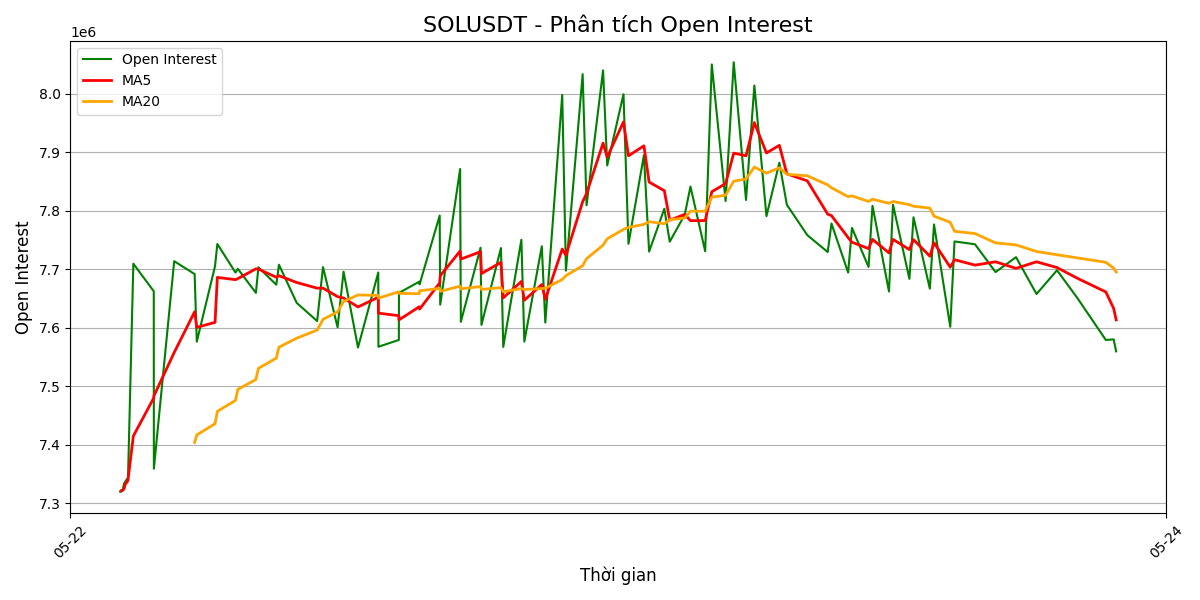 SOLUSDT - Phân tích Open Interest
1e6
Open Interest
MA5
MA20
8.0
7.9
7.8
7.7
7.6
7.5
7.4
7.3
Open Interest
05-22
05-24
Thời gian